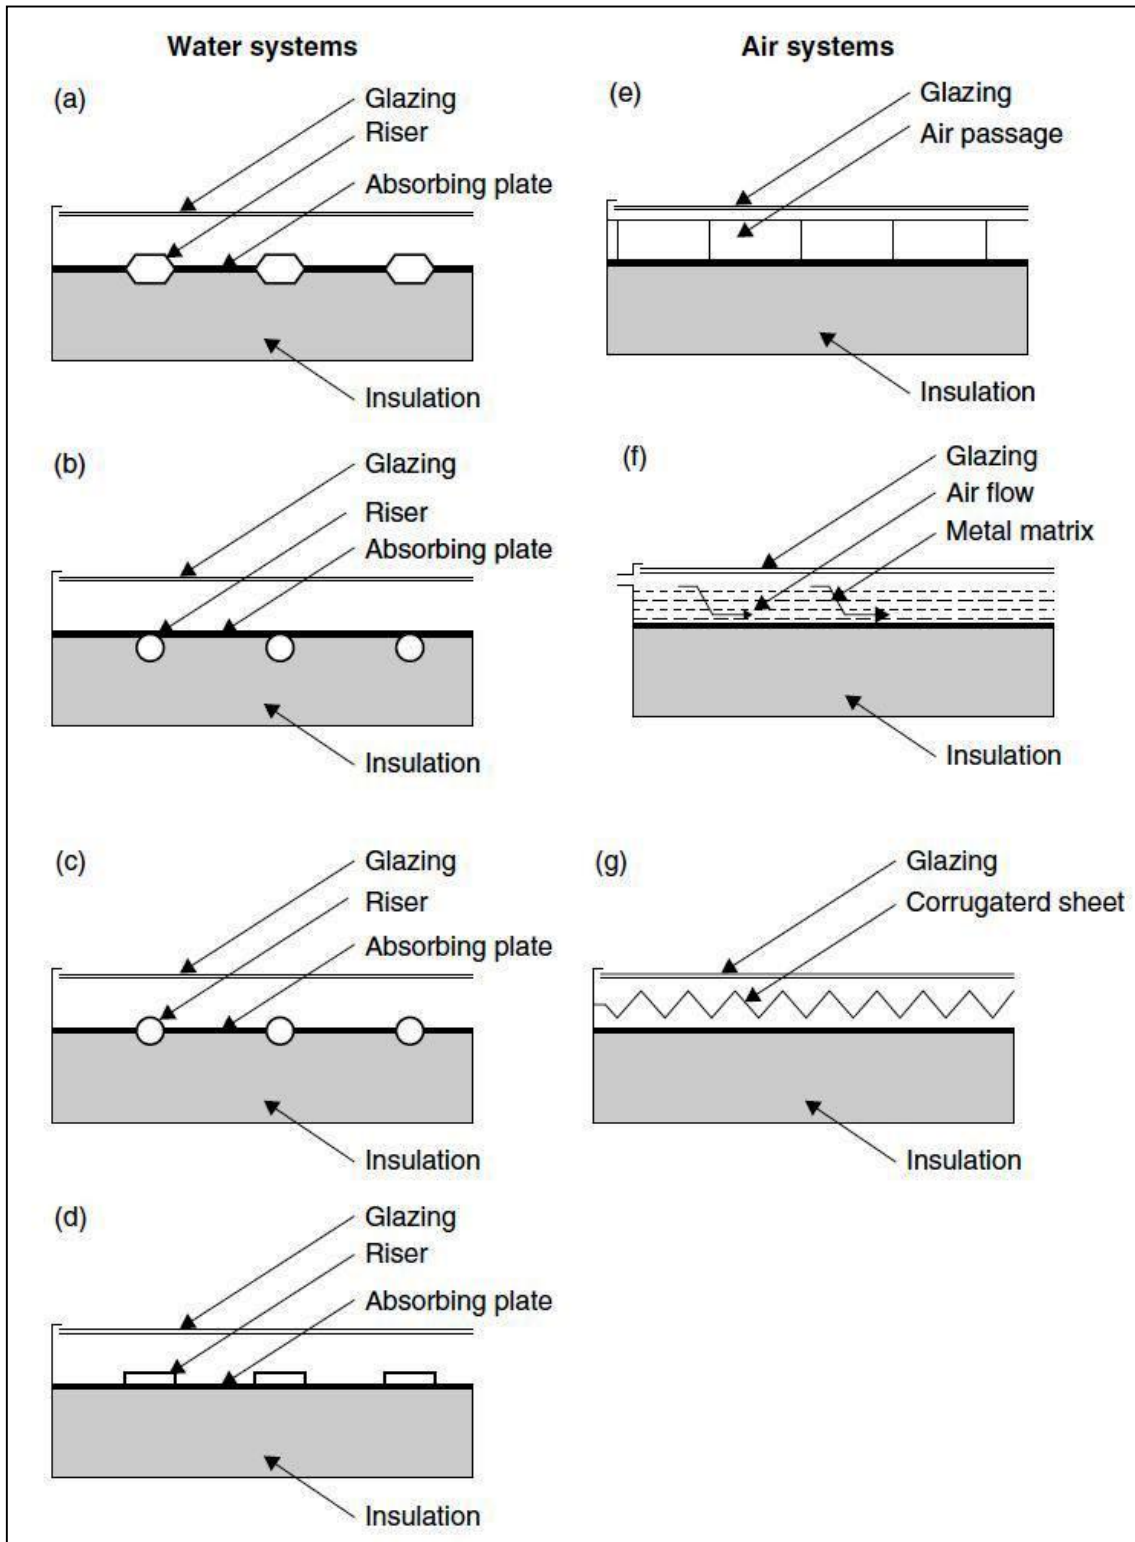 Water systems
(a)
Glazing
Riser
Absorbing plate
Insulation
(b)
Glazing
Riser
Absorbing plate
Insulation
(c)
Glazing
Riser
Absorbing plate
Insulation
(d)
Glazing
Riser
Absorbing plate
Insulation
Air systems
(e)
Glazing
Air passage
Insulation
(f)
Glazing
Air flow
Metal matrix
Insulation
(g)
Glazing
Corrugaterd sheet
Insulation